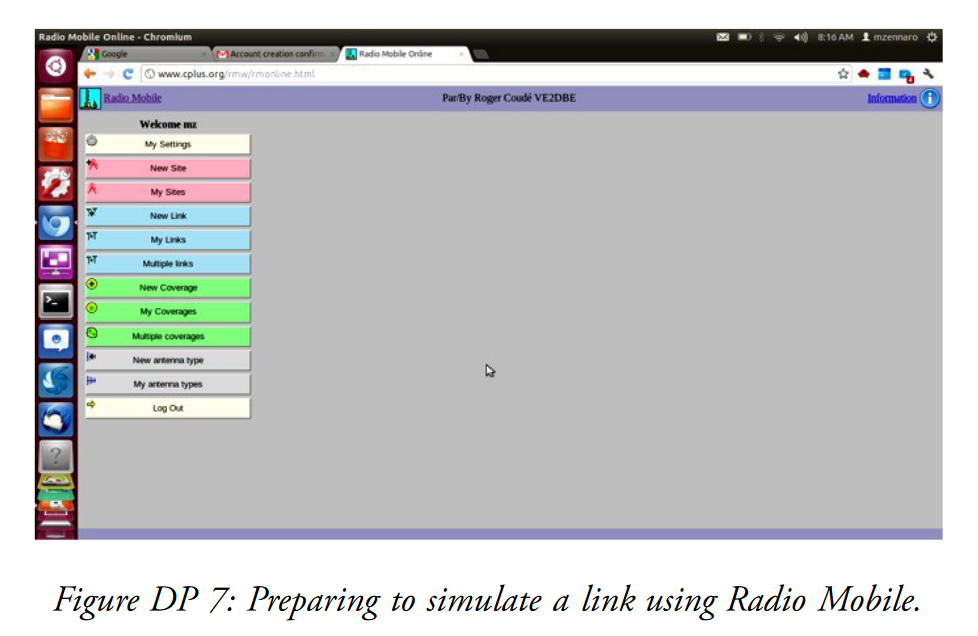 Radio Mobile Online - Chromium
8:16 AM mzennaro
Google
Account creation confirm
Radio Mobile Online
www.cplus.org/rmw/rmonline.html
Radio Mobile
Par/By Roger Coudé VE2DBE
Information
Welcome mz
My Settings
New Site
My Sites
New Link
My Links
Multiple links
New Coverage
My Coverages
Multiple coverages
New antenna type
My antenna types
Log Out
Figure DP 7: Preparing to simulate a link using Radio Mobile.